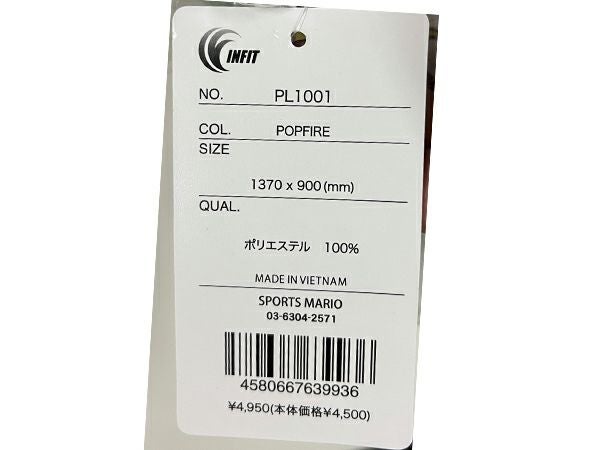 INFIT
NO. PL1001
COL. POPFIRE
SIZE
1370 x 900(mm)
QUAL.
ポリエステル 100%
MADE IN VIETNAM
SPORTS MARIO
03-6304-2571
4580667639936
¥4,950(本体価格¥4,500)